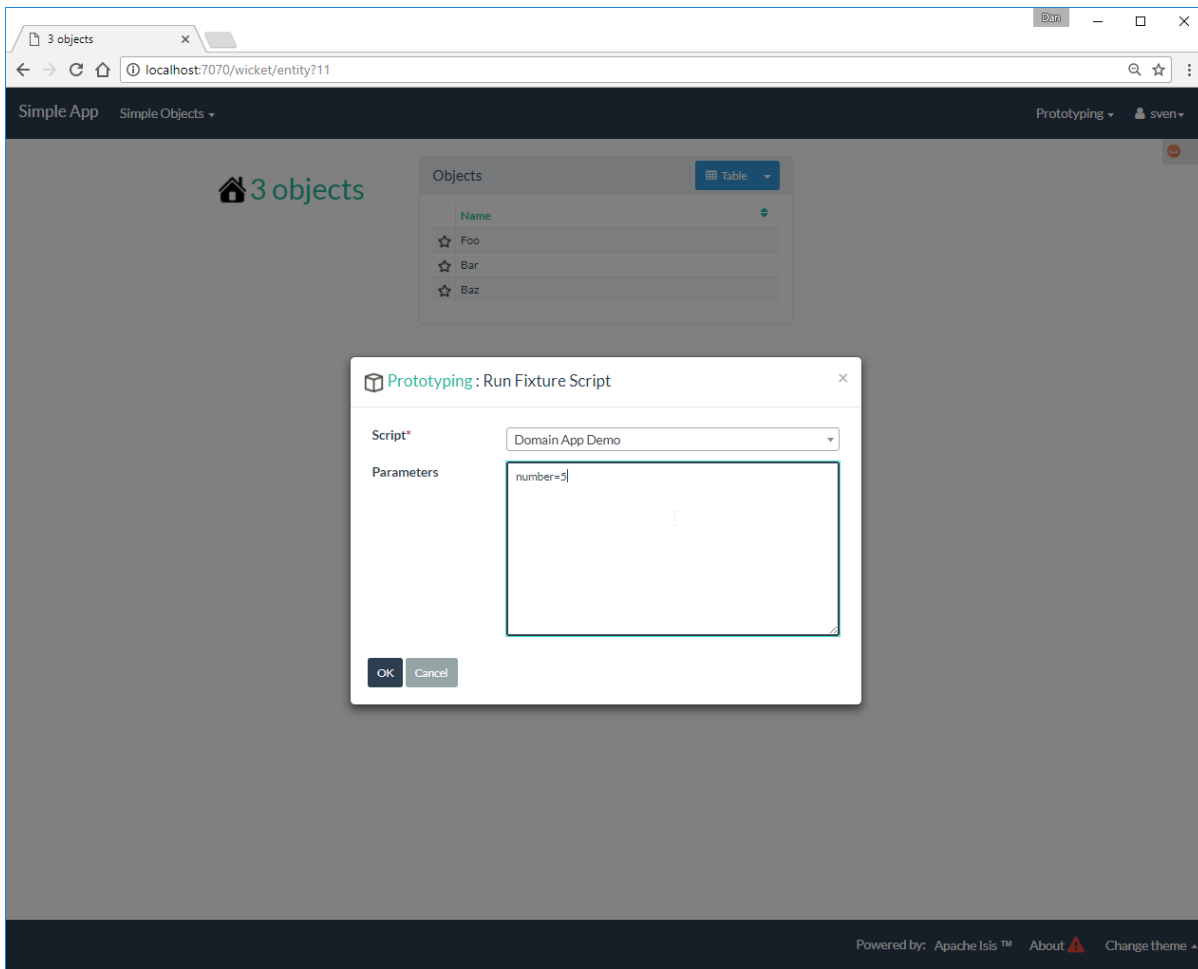 Dan
3 objects
localhost:7070/wicket/entity?11
Simple App Simple Objects Prototyping sven
3 objects
Objects Table
Name
Foo
Bar
Baz
Prototyping : Run Fixture Script ×
Script* Domain App Demo
Parameters number=5
OK Cancel
Powered by: Apache Isis ™ About Change theme